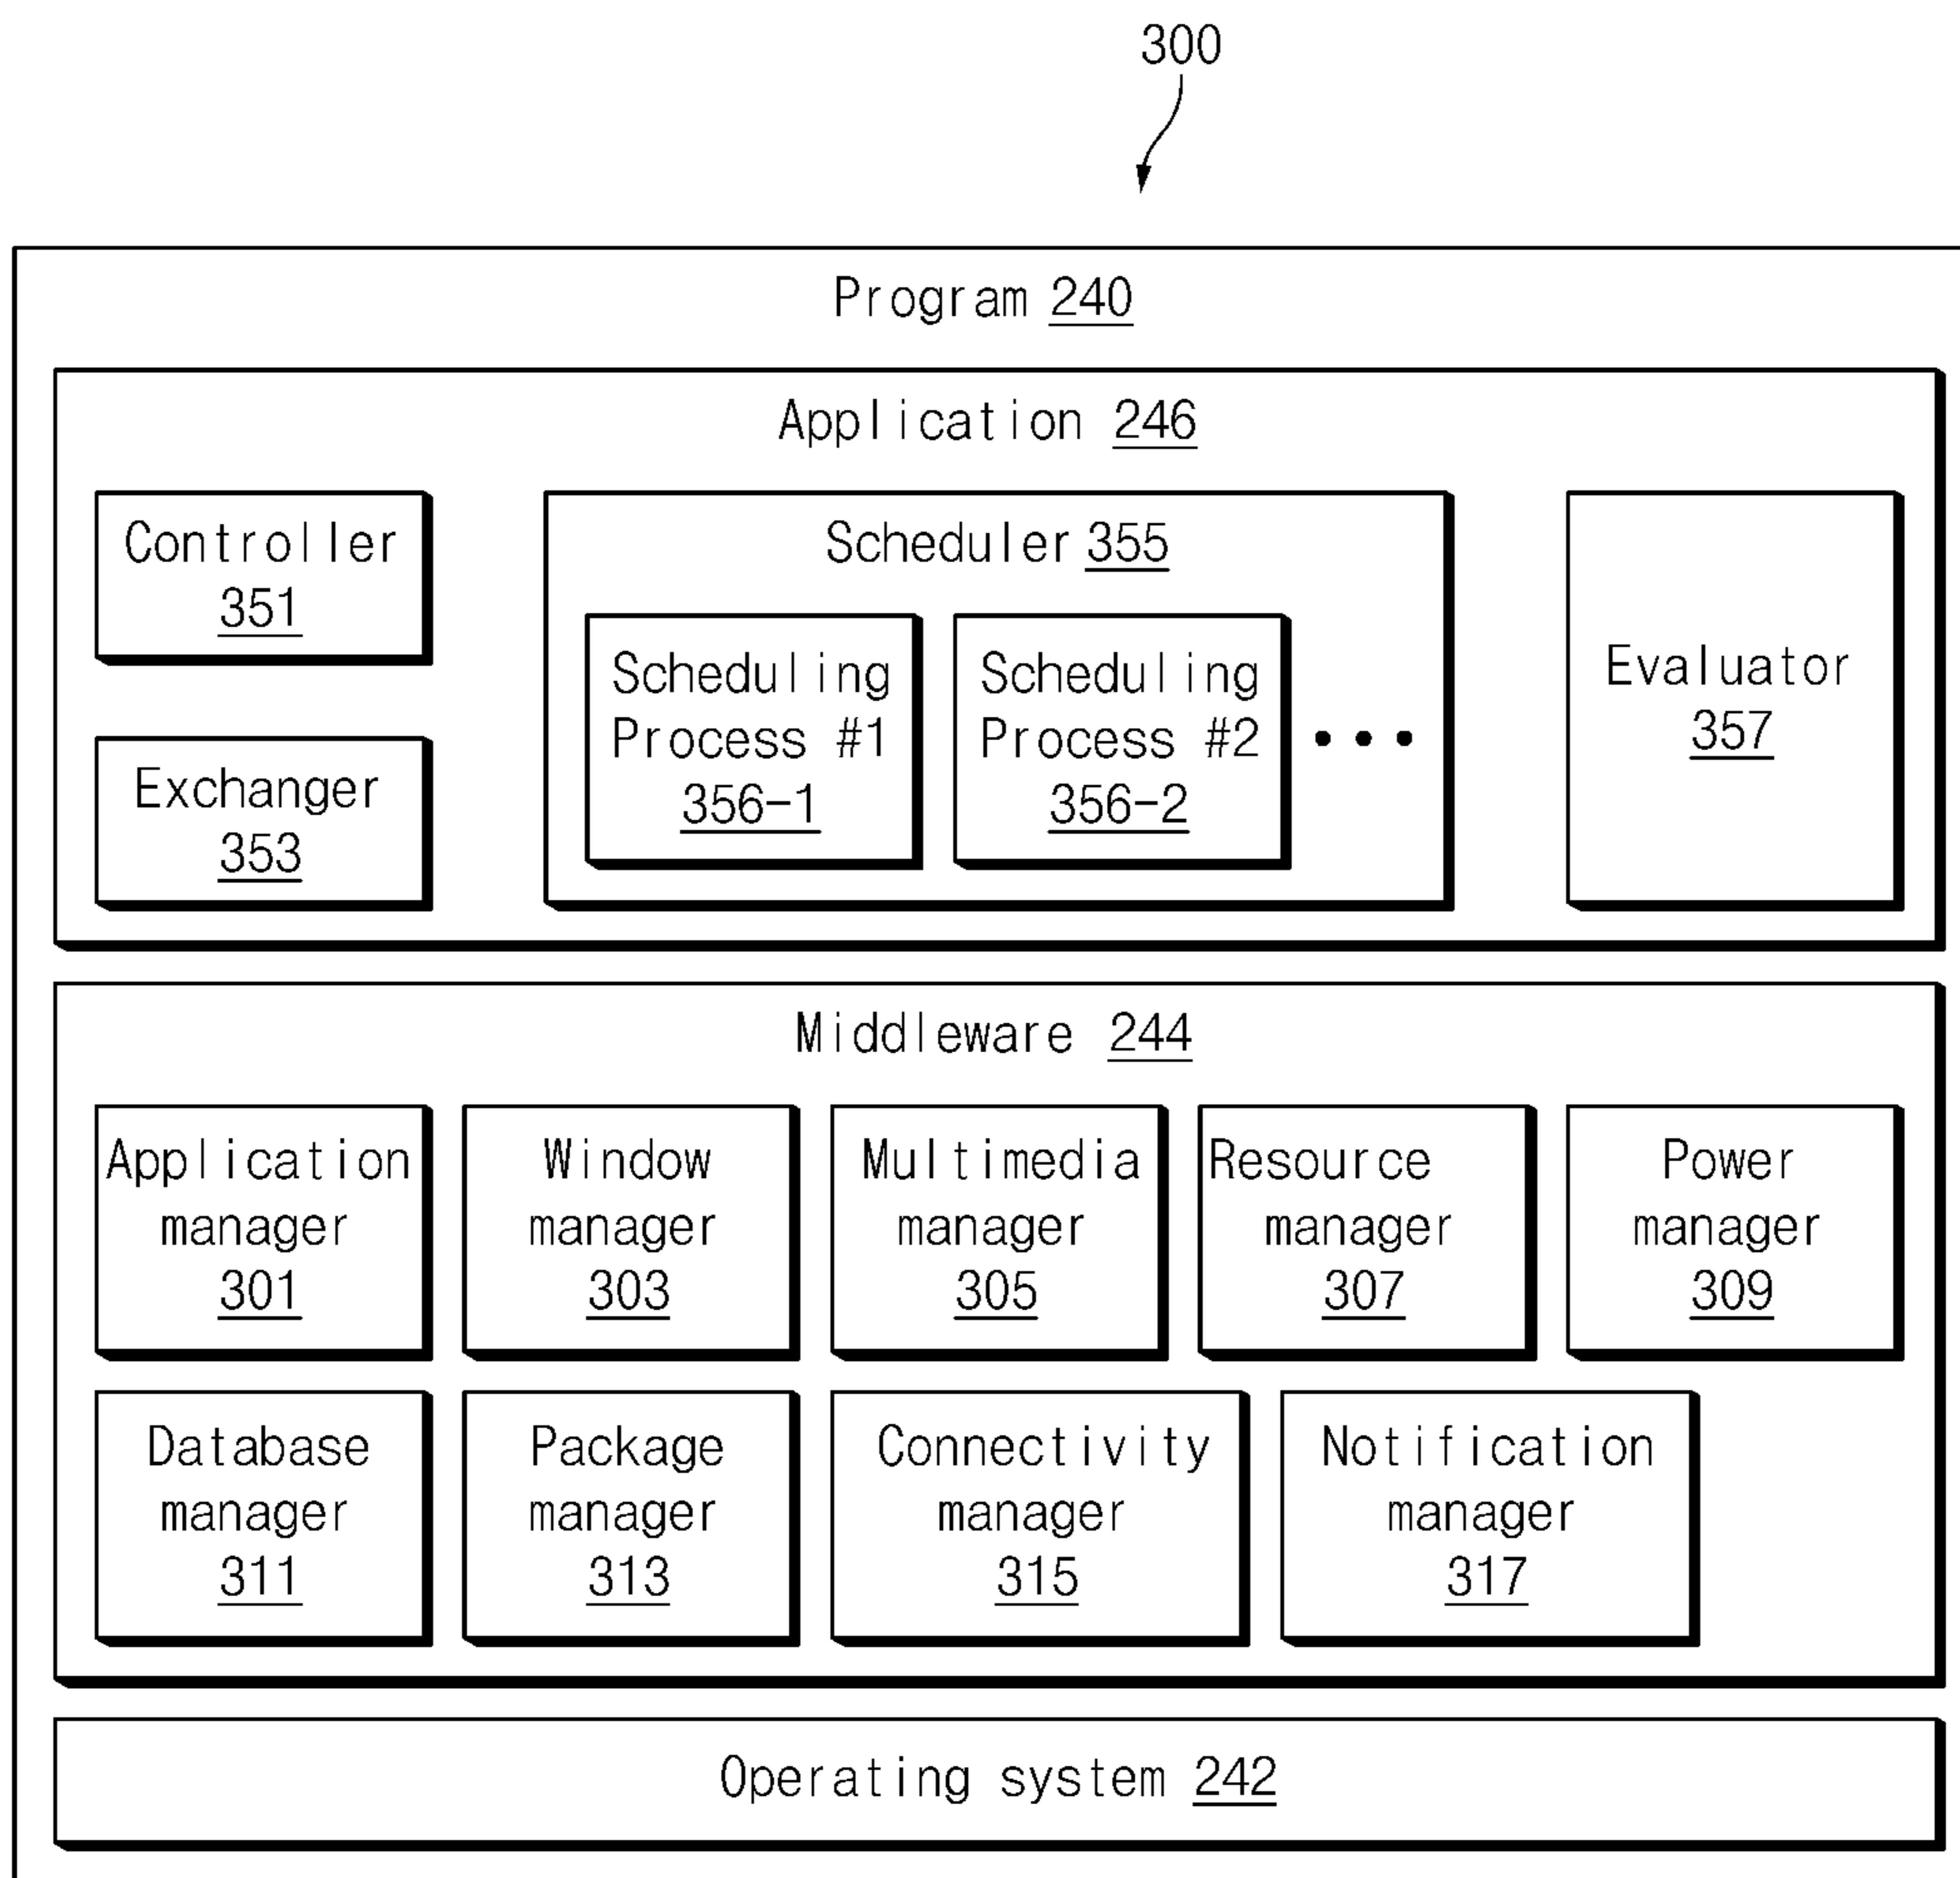 300
Program 240
Application 246
Controller
351
Exchanger
353
Scheduler 355
Scheduling
Process #1
356-1
Scheduling
Process #2
356-2
•••
Evaluator
357
Middleware 244
Application
manager
301
Window
manager
303
Multimedia
manager
305
Resource
manager
307
Power
manager
309
Database
manager
311
Package
manager
313
Connectivity
manager
315
Notification
manager
317
Operating system 242